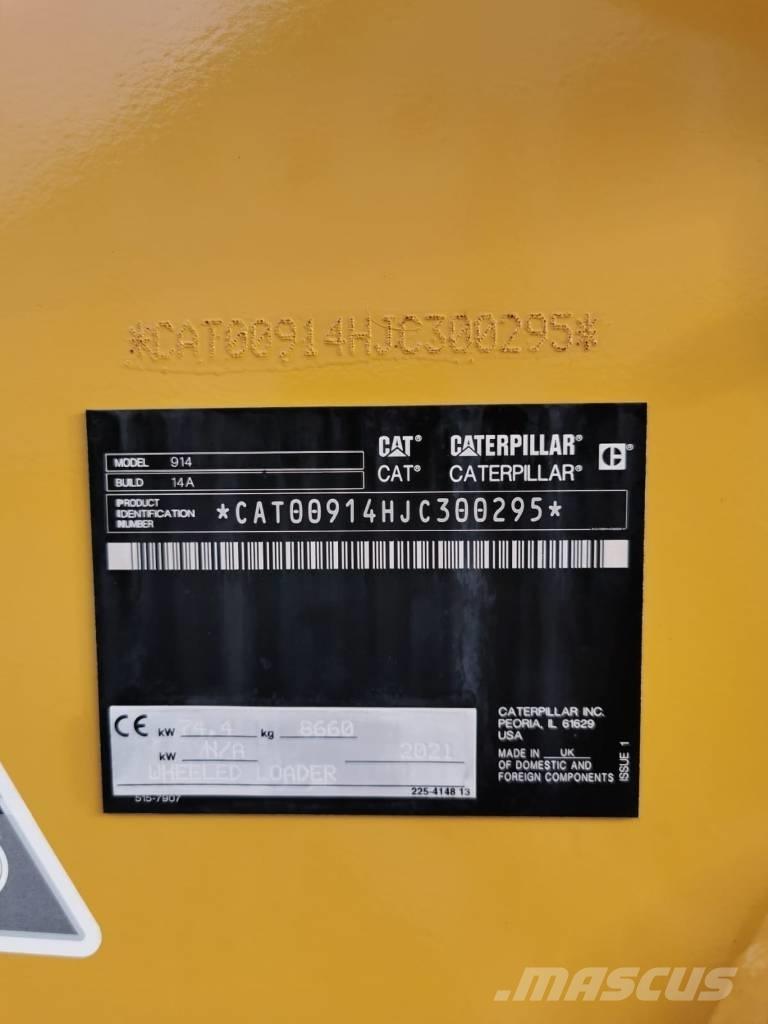 *CAT00914HJC300295*
MODEL 914
BUILD 14A
CAT® CATERPILLAR®
CAT® CATERPILLAR®
PRODUCT
IDENTIFICATION
NUMBER
*CAT00914HJC300295*
CE kW 74.4 kg 8660
kW N/A 2021
WHEELED LOADER
225-4148 13
515-7907
CATERPILLAR INC.
PEORIA, IL 61629
USA
MADE IN UK
OF DOMESTIC AND
FOREIGN COMPONENTS
ISSUE 1
MASCUS